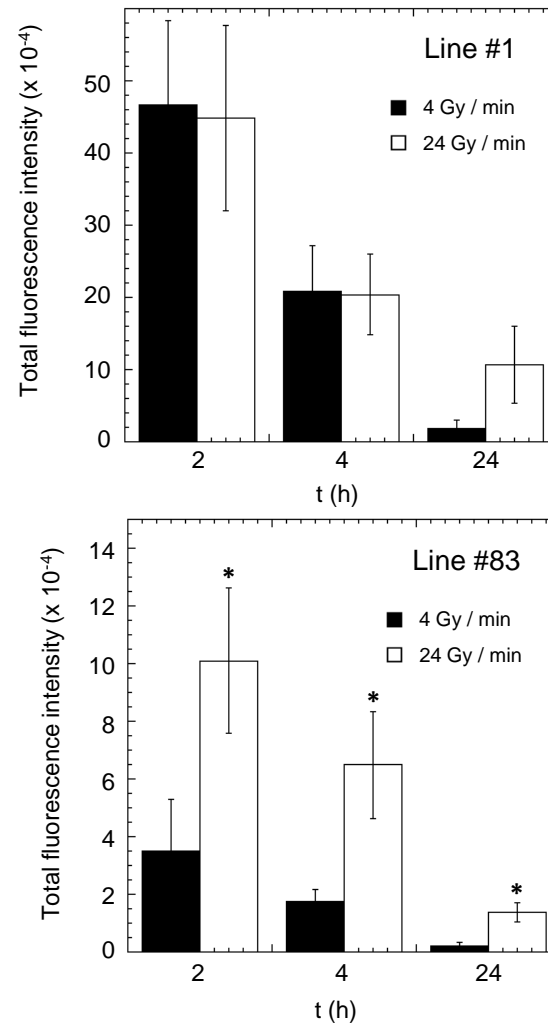 Line #1
4 Gy / min
24 Gy / min
Total fluorescence intensity (x 10-4)
50
40
30
20
10
0
2 4 24
t (h)
Line #83
4 Gy / min
24 Gy / min
Total fluorescence intensity (x 10-4)
14
12
10
8
6
4
2
0
* * *
2 4 24
t (h)